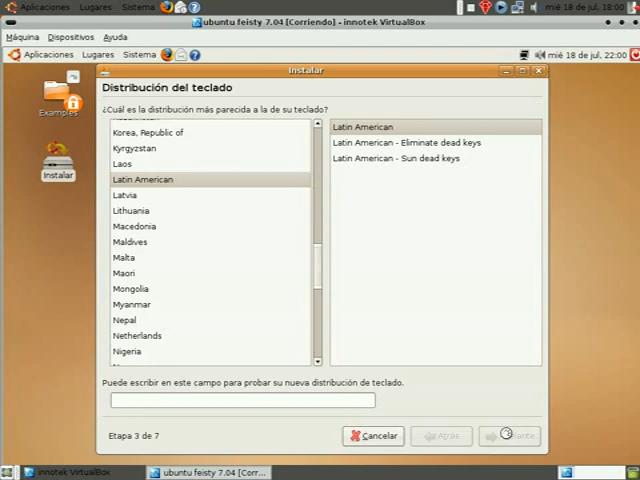 Aplicaciones Lugares Sistema mié 18 de jul, 18:00
ubuntu feisty 7.04 [Corriendo] - innotek VirtualBox
Máquina Dispositivos Ayuda
Aplicaciones Lugares Sistema mié 18 de jul, 22:00
Instalar
Distribución del teclado
¿Cuál es la distribución más parecida a la de su teclado?
Korea, Republic of
Kyrgyzstan
Laos
Latin American
Latvia
Lithuania
Macedonia
Maldives
Malta
Maori
Mongolia
Myanmar
Nepal
Netherlands
Nigeria
Latin American
Latin American - Eliminate dead keys
Latin American - Sun dead keys
Examples
Instalar
Puede escribir en este campo para probar su nueva distribución de teclado.
Etapa 3 de 7
Cancelar
Atrás
innotek VirtualBox
ubuntu feisty 7.04 [Corr...